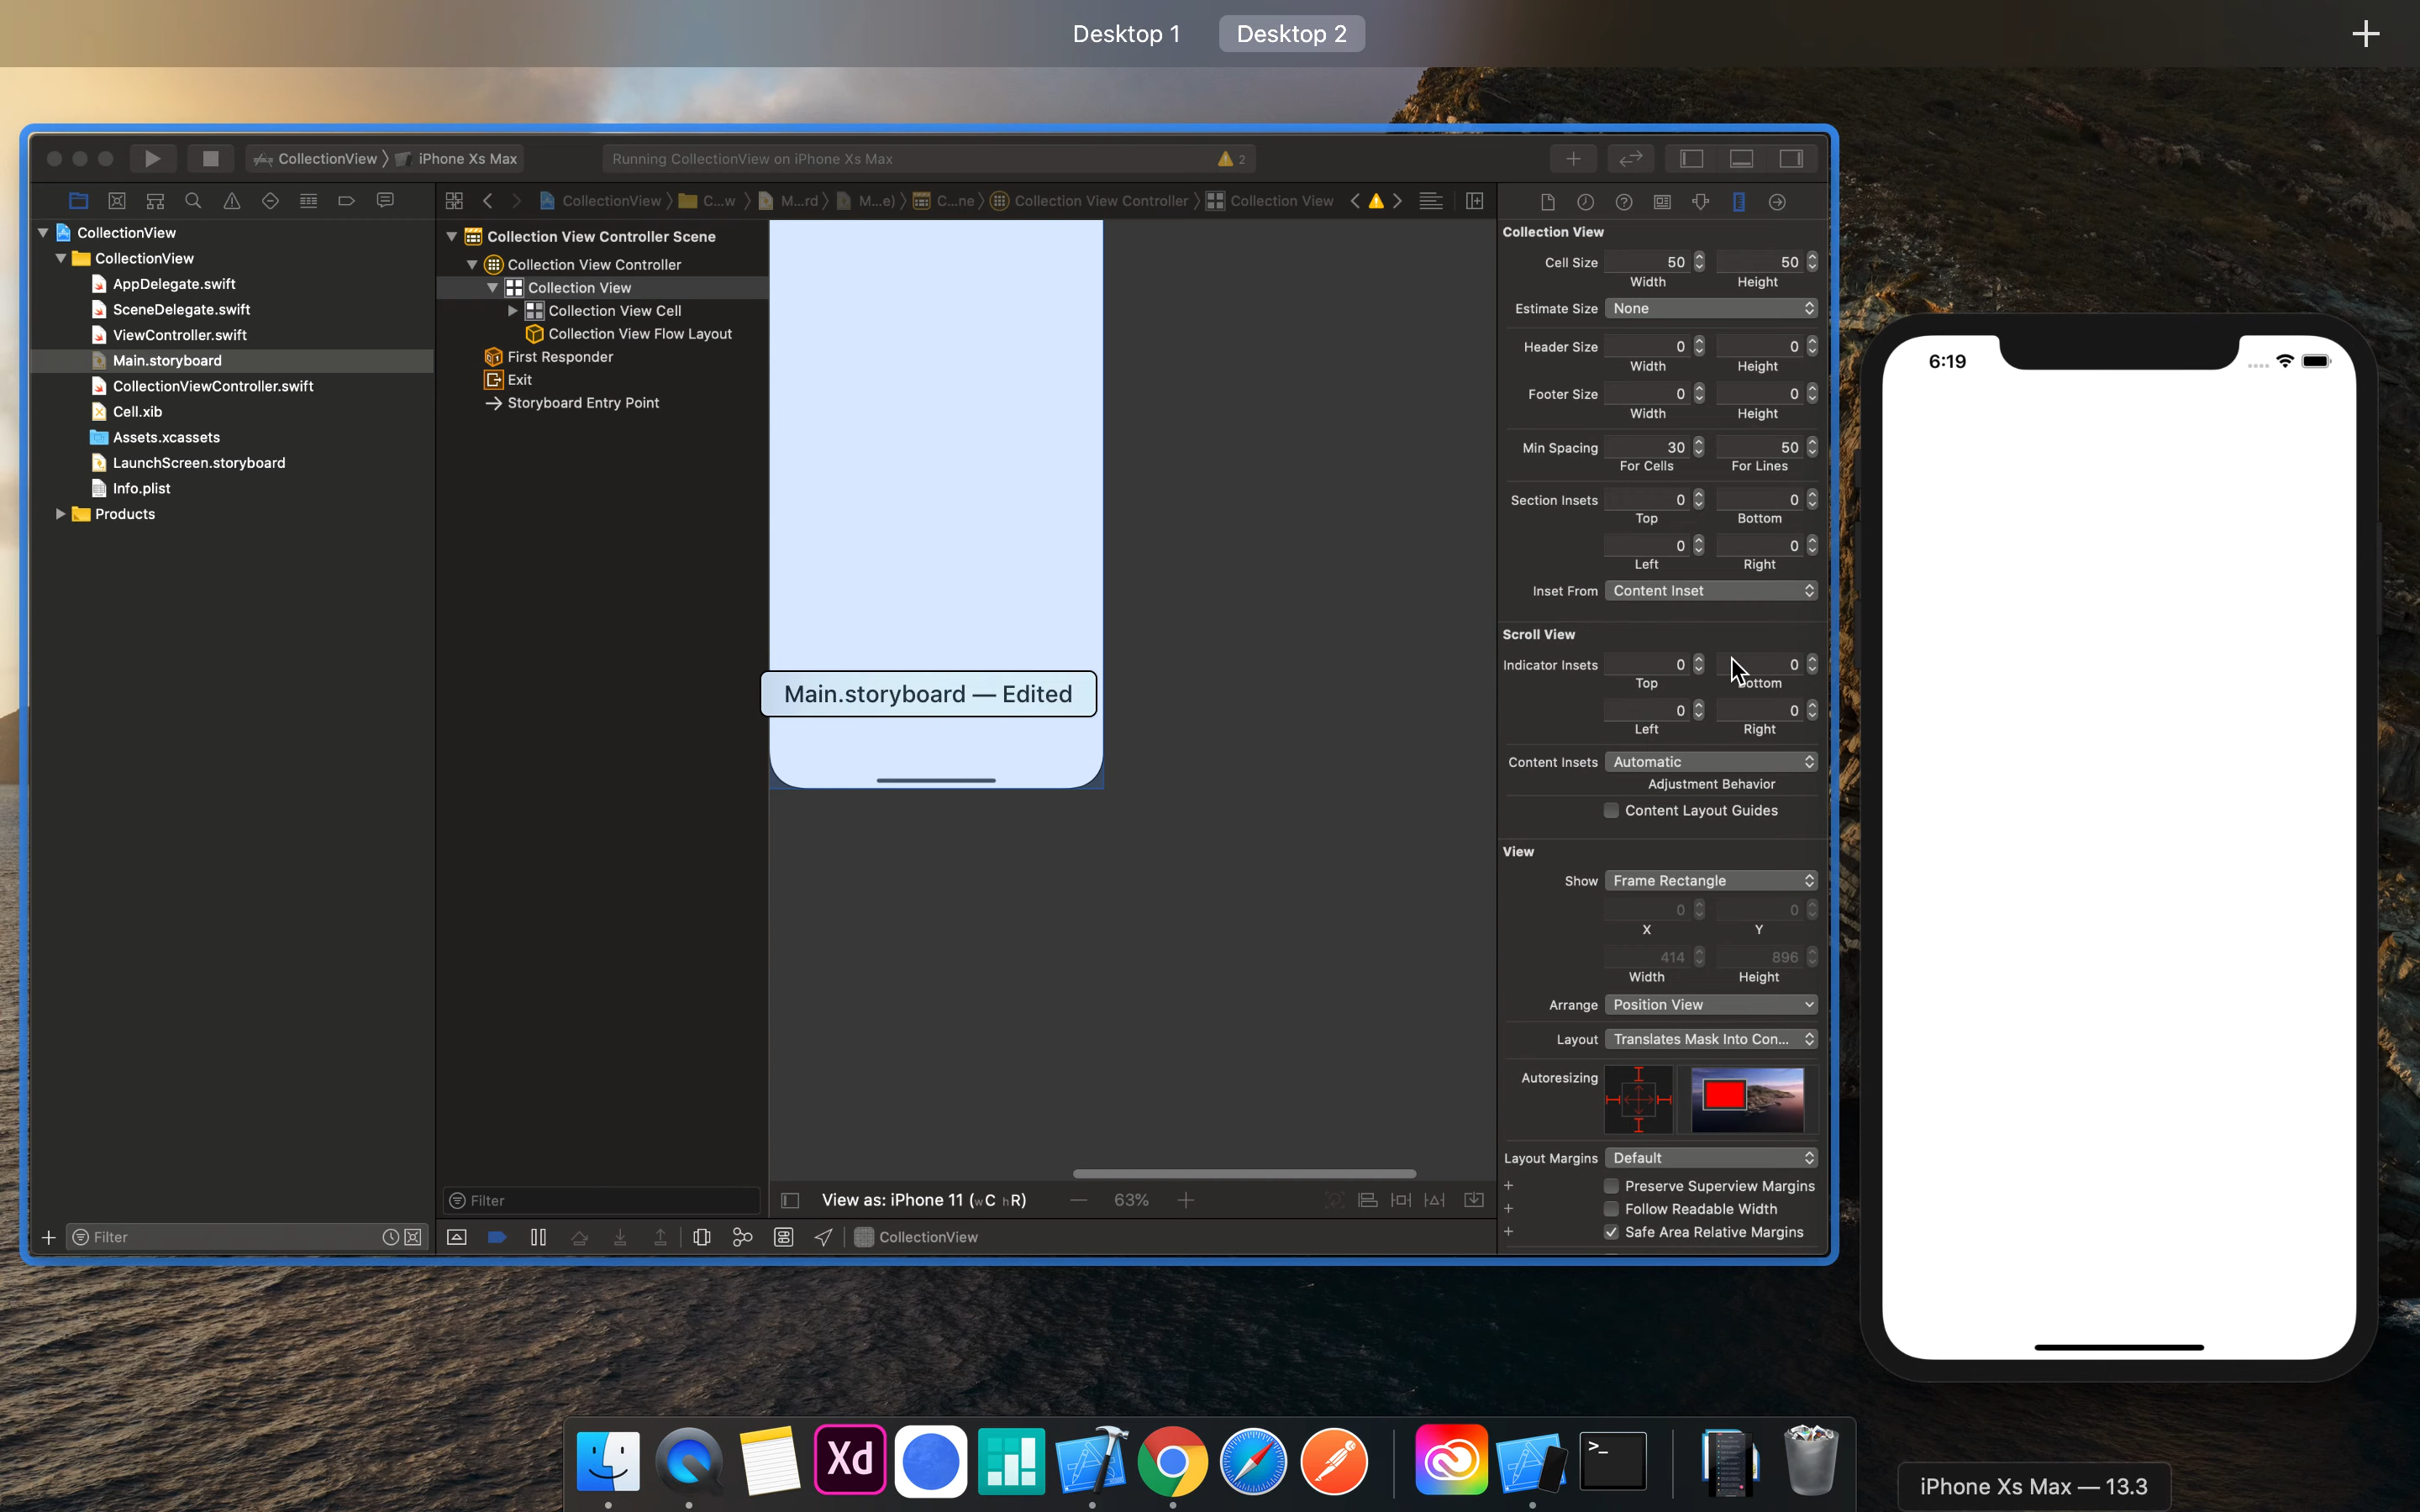 Desktop 1
Desktop 2
CollectionView 〉 iPhone Xs Max
Running CollectionView on iPhone Xs Max
2
CollectionView
CollectionView
AppDelegate.swift
SceneDelegate.swift
ViewController.swift
Main.storyboard
CollectionViewController.swift
Cell.xib
Assets.xcassets
LaunchScreen.storyboard
Info.plist
Products
Filter
CollectionView 〉 C...w 〉 M...rd 〉 M...e) 〉 C...ne 〉 Collection View Controller 〉 Collection View
Collection View Controller Scene
Collection View Controller
Collection View
Collection View Cell
Collection View Flow Layout
First Responder
Exit
Storyboard Entry Point
Filter
Main.storyboard — Edited
View as: iPhone 11 (wC hR)
63%
CollectionView
Collection View
Cell Size 50 50
Width Height
Estimate Size None
Header Size 0 0
Width Height
Footer Size 0 0
Width Height
Min Spacing 30 50
For Cells For Lines
Section Insets 0 0
Top Bottom
0 0
Left Right
Inset From Content Inset
Scroll View
Indicator Insets 0 0
Top Bottom
0 0
Left Right
Content Insets Automatic
Adjustment Behavior
Content Layout Guides
View
Show Frame Rectangle
0 0
X Y
414 896
Width Height
Arrange Position View
Layout Translates Mask Into Con...
Autoresizing
Layout Margins Default
+ Preserve Superview Margins
+ Follow Readable Width
+ Safe Area Relative Margins
6:19
Xd
>_
iPhone Xs Max — 13.3